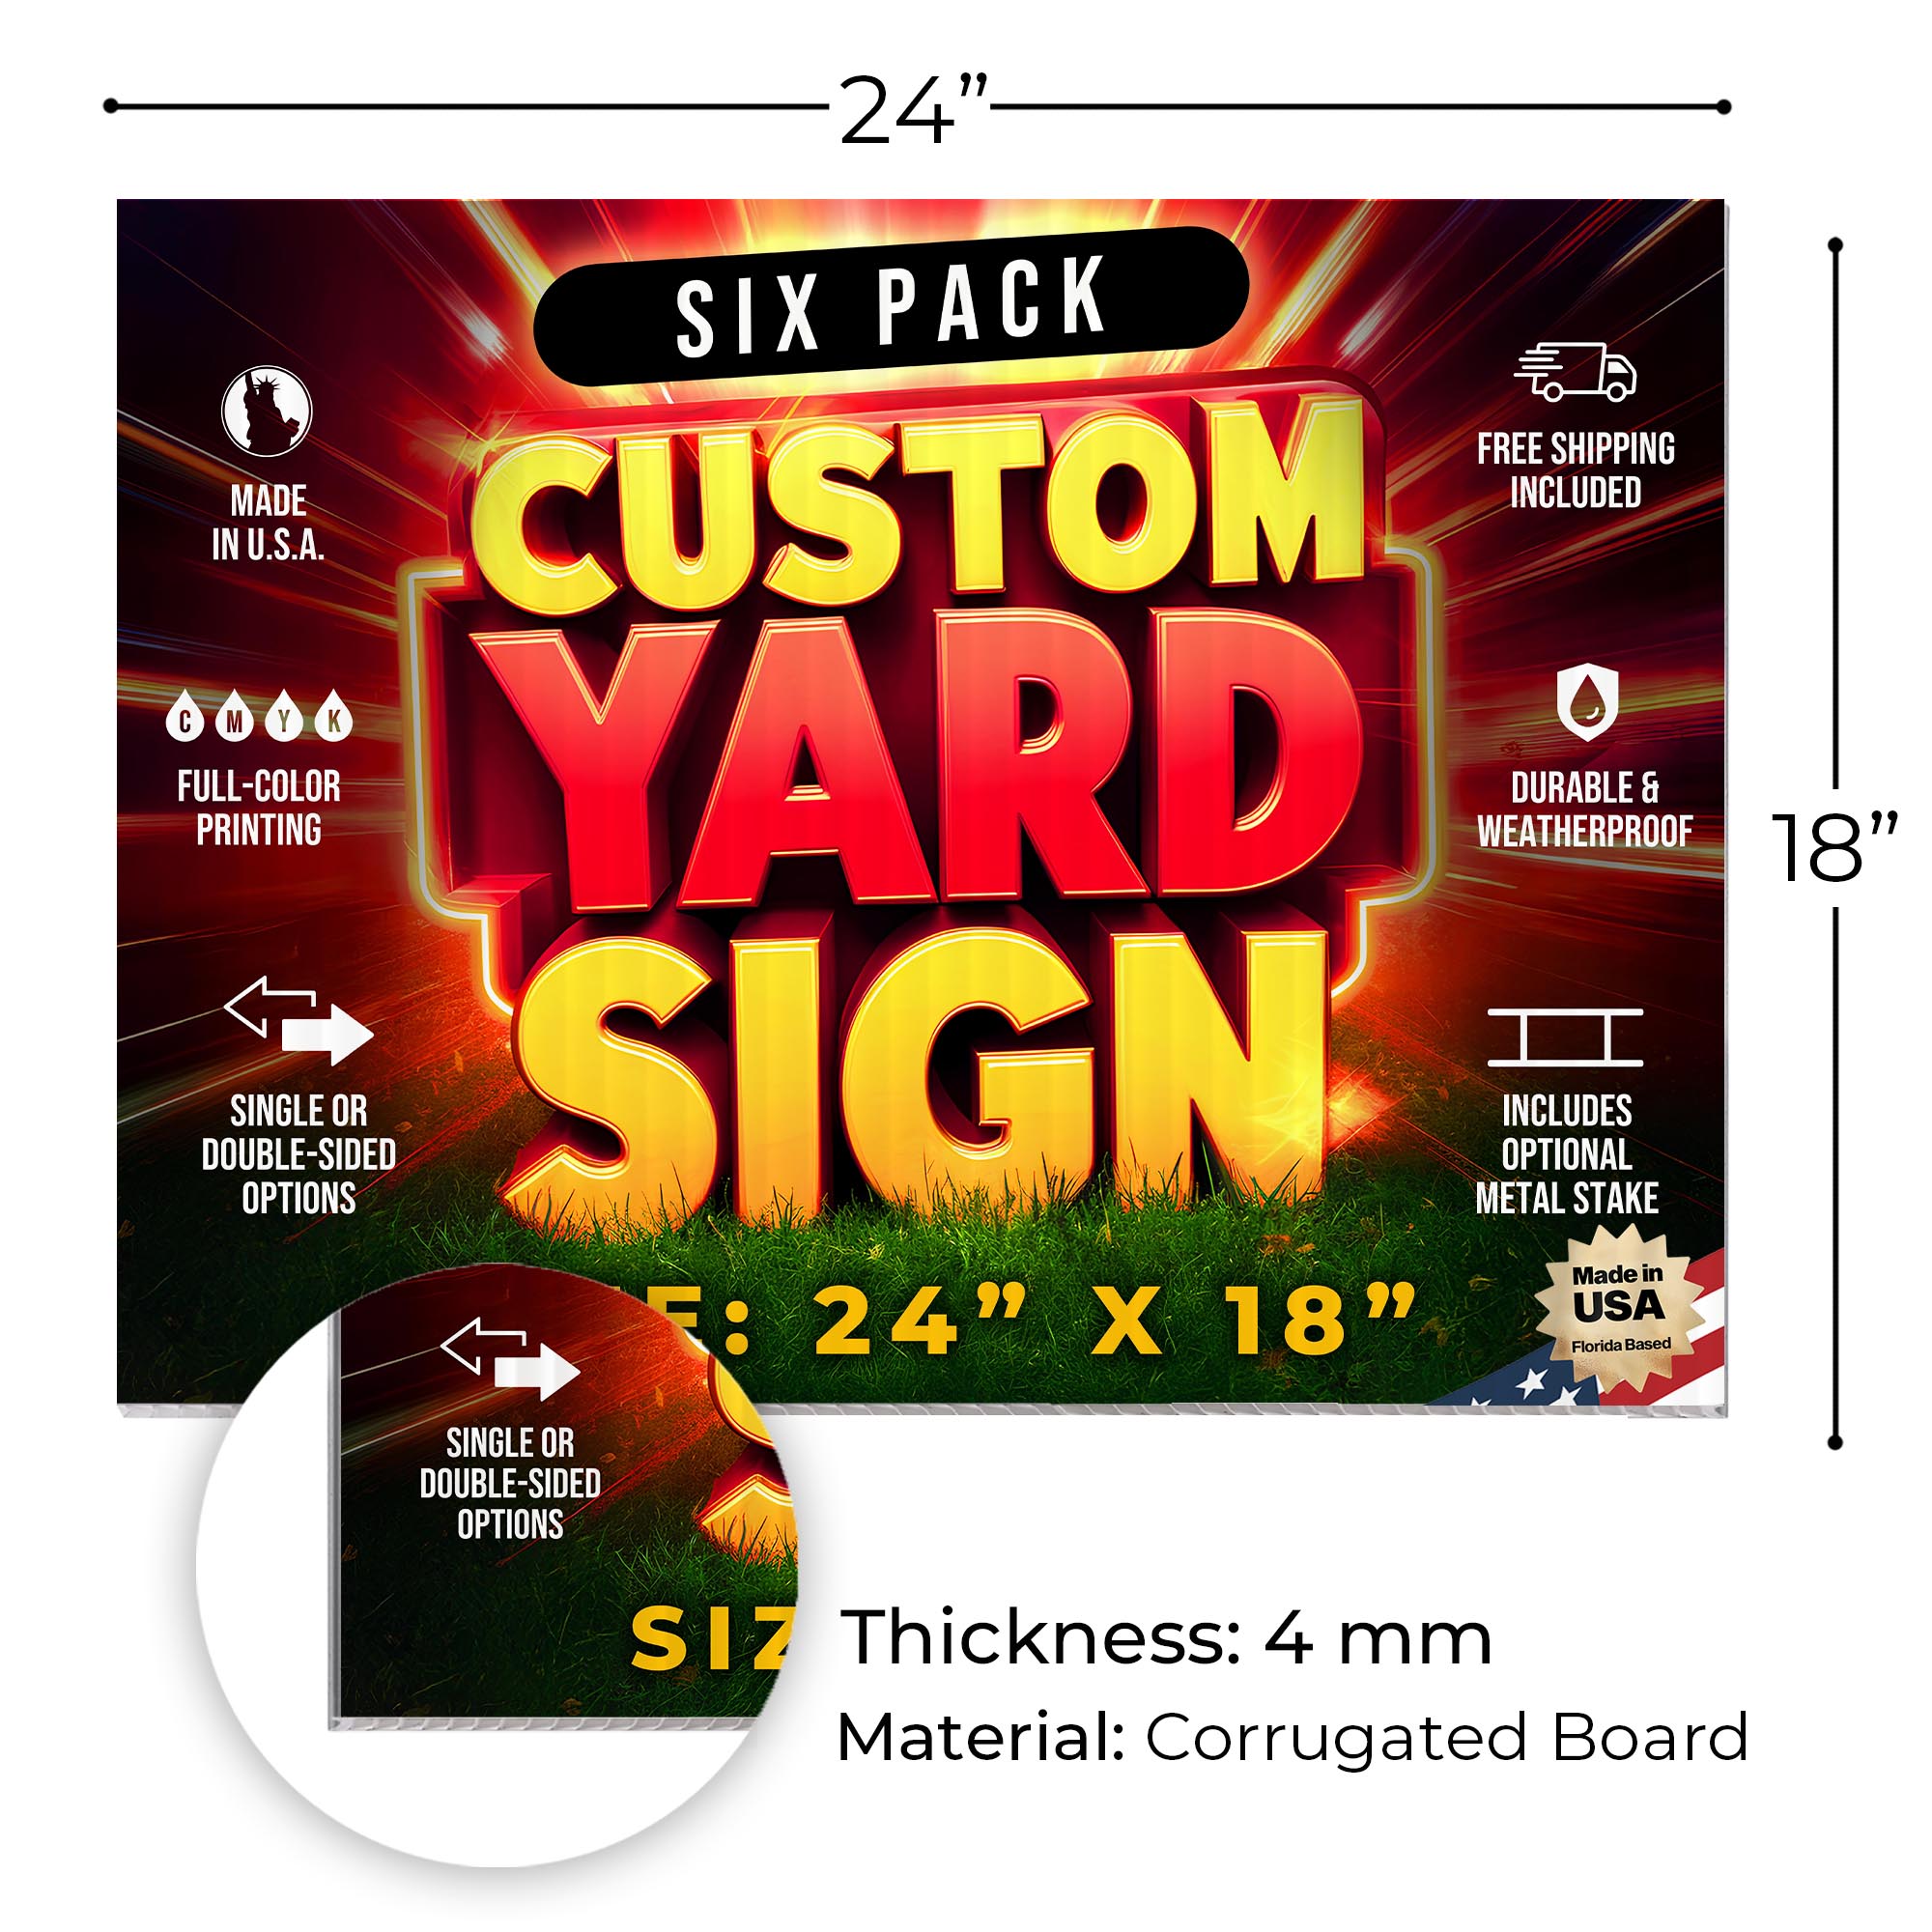 24”
SIX PACK
CUSTOM
YARD
SIGN
MADE
IN U.S.A.
C M Y K
FULL-COLOR
PRINTING
SINGLE OR
DOUBLE-SIDED
OPTIONS
FREE SHIPPING
INCLUDED
DURABLE &
WEATHERPROOF
INCLUDES
OPTIONAL
METAL STAKE
18”
E: 24” X 18”
Made in
USA
Florida Based
SINGLE OR
DOUBLE-SIDED
OPTIONS
SIZ
Thickness: 4 mm
Material: Corrugated Board